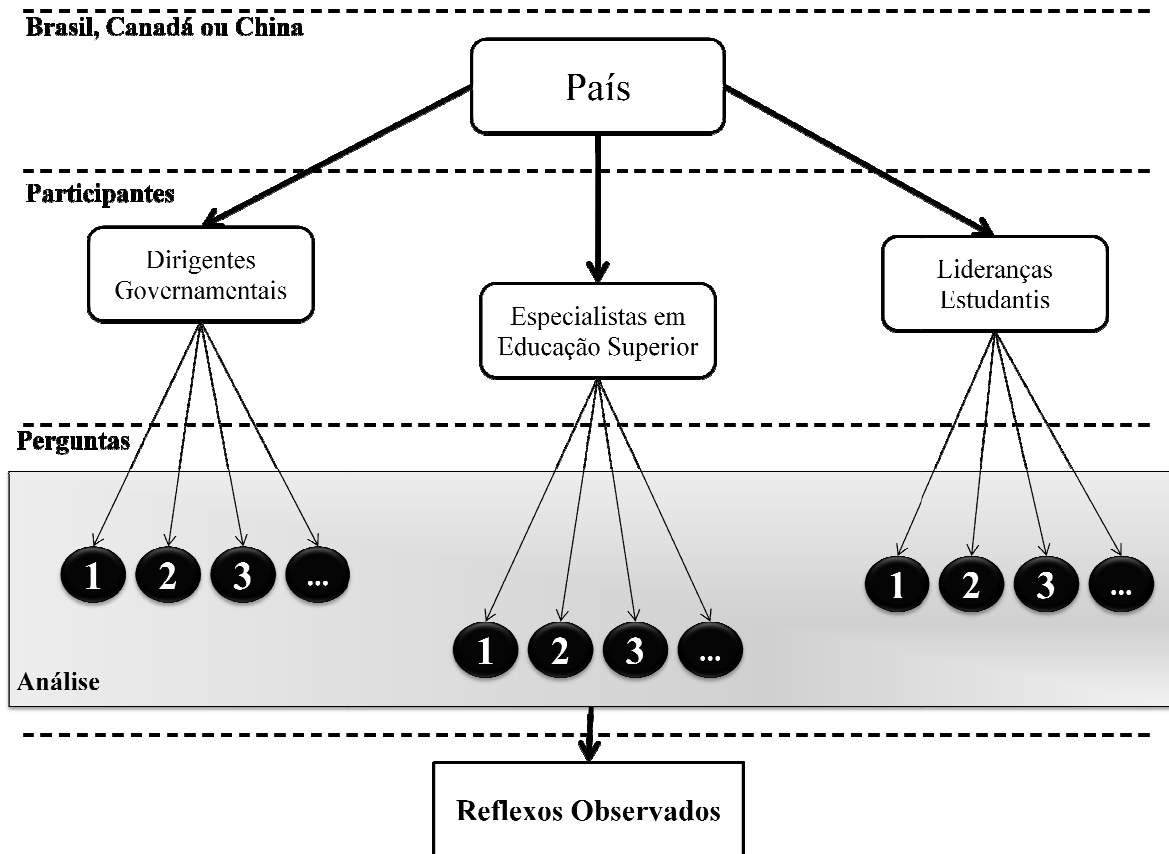 Brasil, Canadá ou China
País
Participantes
Dirigentes
Governamentais
Especialistas em
Educação Superior
Lideranças
Estudantis
Perguntas
1 2 3 ...
1 2 3 ...
1 2 3 ...
Análise
Reflexos Observados